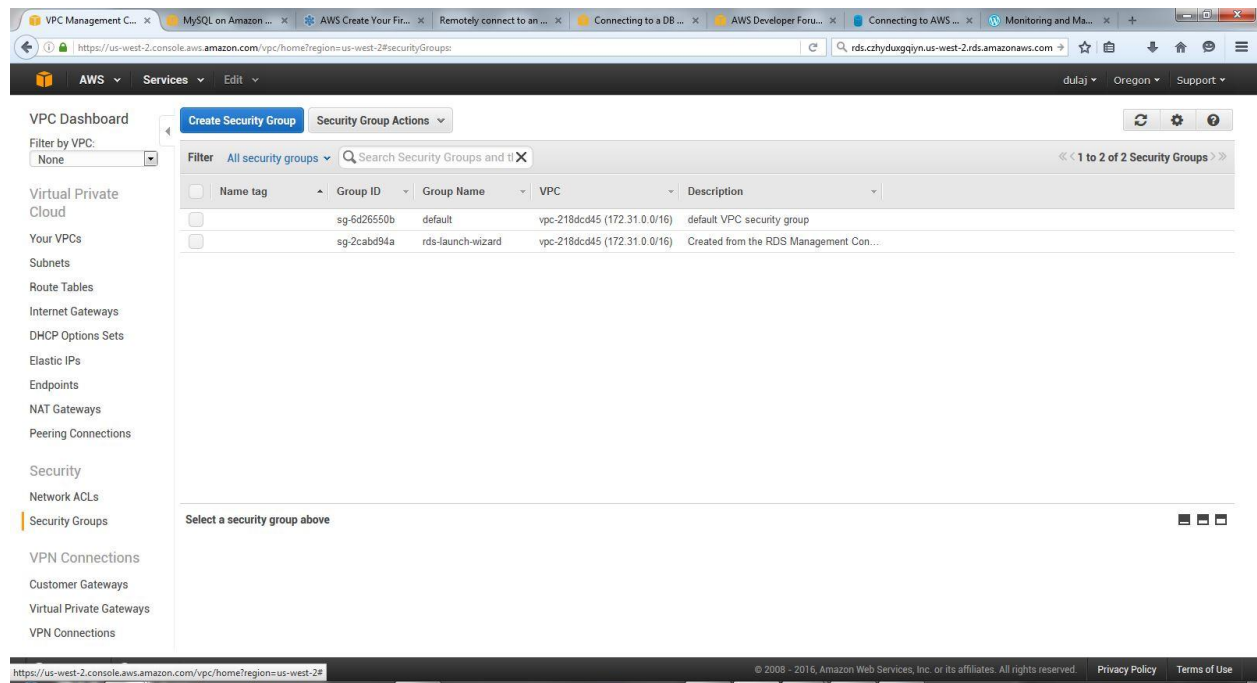 VPC Management C... × MySQL on Amazon ... × AWS Create Your Fir... × Remotely connect to an ... × Connecting to a DB ... × AWS Developer Foru... × Connecting to AWS ... × Monitoring and Ma... × +
https://us-west-2.console.aws.amazon.com/vpc/home?region=us-west-2#securityGroups: rds.czhyduxgqiyn.us-west-2.rds.amazonaws.com
AWS Services Edit dulaj Oregon Support
VPC Dashboard
Filter by VPC:
None
Virtual Private
Cloud
Your VPCs
Subnets
Route Tables
Internet Gateways
DHCP Options Sets
Elastic IPs
Endpoints
NAT Gateways
Peering Connections
Security
Network ACLs
Security Groups
VPN Connections
Customer Gateways
Virtual Private Gateways
VPN Connections
Create Security Group Security Group Actions
Filter All security groups Search Security Groups and t 1 to 2 of 2 Security Groups
Name tag Group ID Group Name VPC Description
sg-6d26550b default vpc-218dcd45 (172.31.0.0/16) default VPC security group
sg-2cabd94a rds-launch-wizard vpc-218dcd45 (172.31.0.0/16) Created from the RDS Management Con...
Select a security group above
https://us-west-2.console.aws.amazon.com/vpc/home?region=us-west-2#
© 2008 - 2016, Amazon Web Services, Inc. or its affiliates. All rights reserved. Privacy Policy Terms of Use